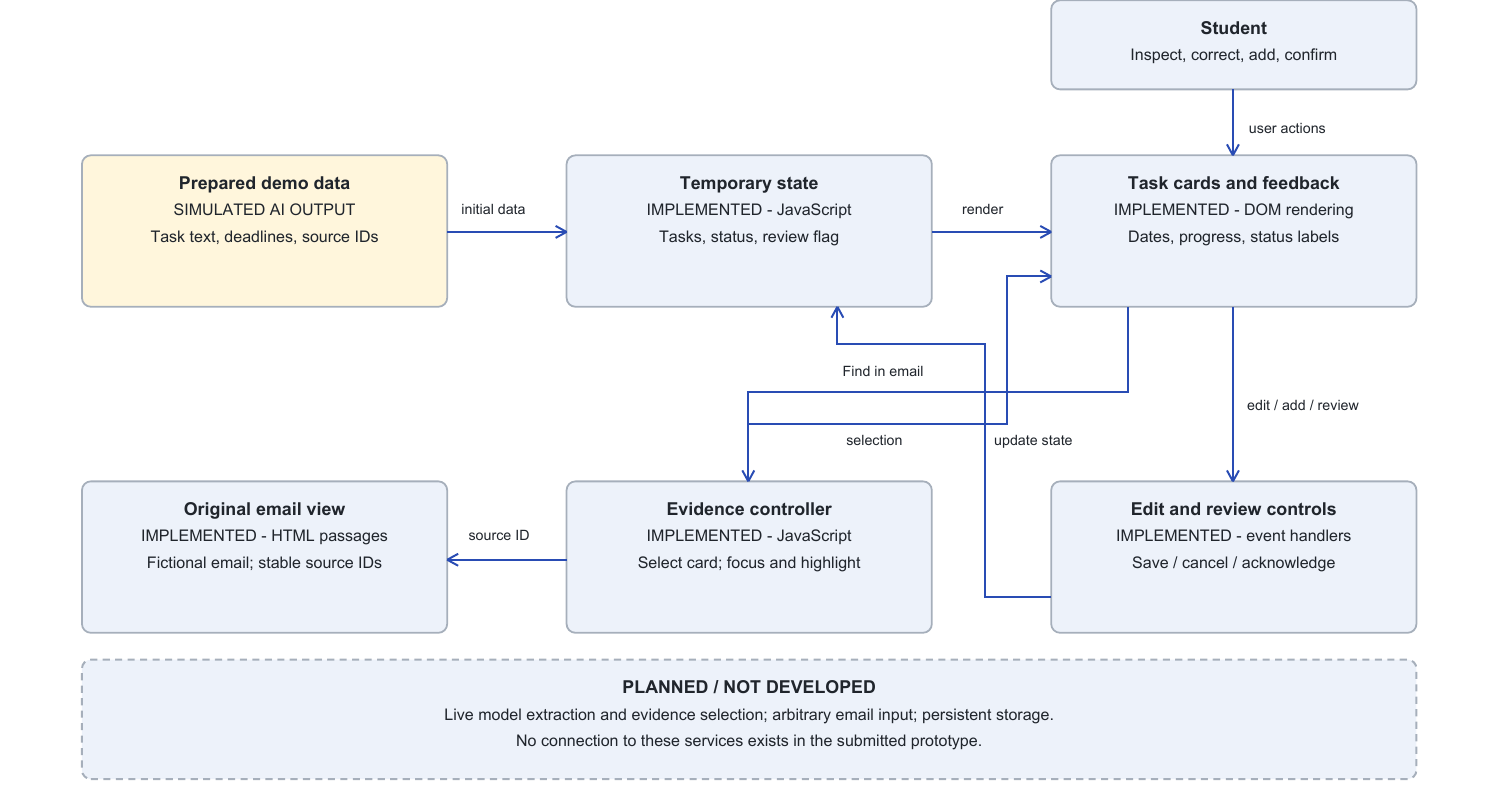 Student
Inspect, correct, add, confirm
user actions
Prepared demo data
SIMULATED AI OUTPUT
Task text, deadlines, source IDs
initial data
Temporary state
IMPLEMENTED - JavaScript
Tasks, status, review flag
render
Task cards and feedback
IMPLEMENTED - DOM rendering
Dates, progress, status labels
Find in email
edit / add / review
selection
update state
Original email view
IMPLEMENTED - HTML passages
Fictional email; stable source IDs
source ID
Evidence controller
IMPLEMENTED - JavaScript
Select card; focus and highlight
Edit and review controls
IMPLEMENTED - event handlers
Save / cancel / acknowledge
PLANNED / NOT DEVELOPED
Live model extraction and evidence selection; arbitrary email input; persistent storage.
No connection to these services exists in the submitted prototype.